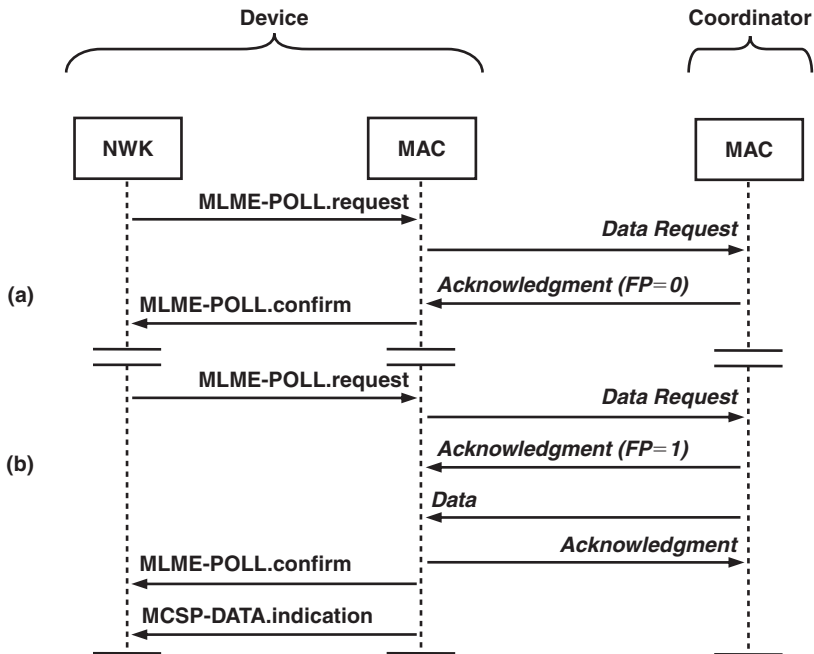 Device
Coordinator
NWK
MAC
MAC
MLME-POLL.request
Data Request
(a)
Acknowledgment (FP=0)
MLME-POLL.confirm
MLME-POLL.request
Data Request
(b)
Acknowledgment (FP=1)
Data
Acknowledgment
MLME-POLL.confirm
MCSP-DATA.indication